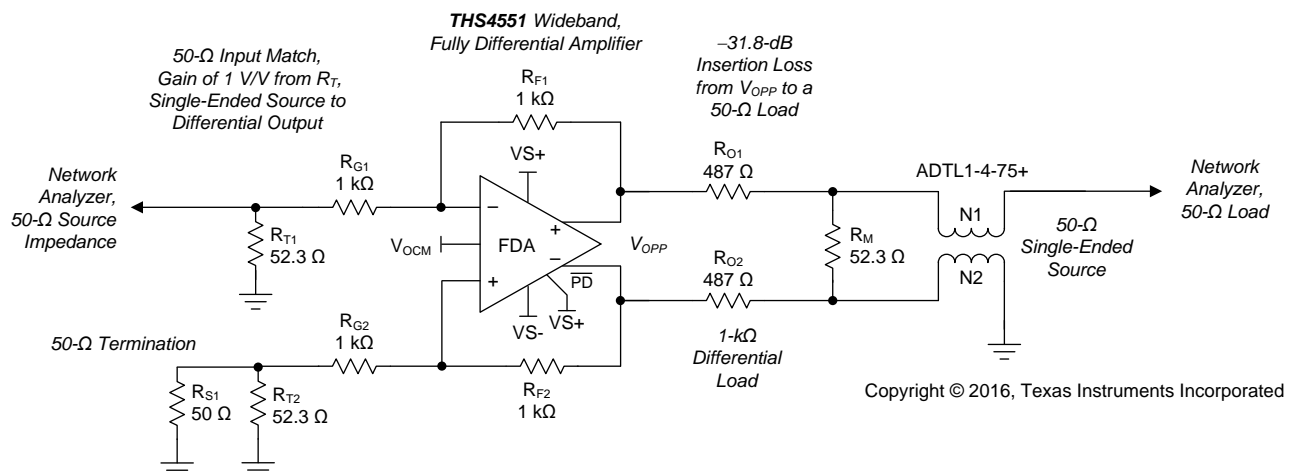 THS4551 Wideband,
Fully Differential Amplifier
50-Ω Input Match,
Gain of 1 V/V from RT,
Single-Ended Source to
Differential Output
–31.8-dB
Insertion Loss
from VOPP to a
50-Ω Load
RF1
1 kΩ
VS+
RG1
1 kΩ
RO1
487 Ω
ADTL1-4-75+
Network
Analyzer,
50-Ω Source
Impedance
Network
Analyzer,
50-Ω Load
RT1
52.3 Ω
VOCM
–
+
FDA
+
–
PD
VOPP
RM
52.3 Ω
N1
N2
50-Ω
Single-Ended
Source
RO2
487 Ω
VS-
VS+
RG2
1 kΩ
1-kΩ
Differential
Load
50-Ω Termination
RS1
50 Ω
RT2
52.3 Ω
RF2
1 kΩ
Copyright © 2016, Texas Instruments Incorporated